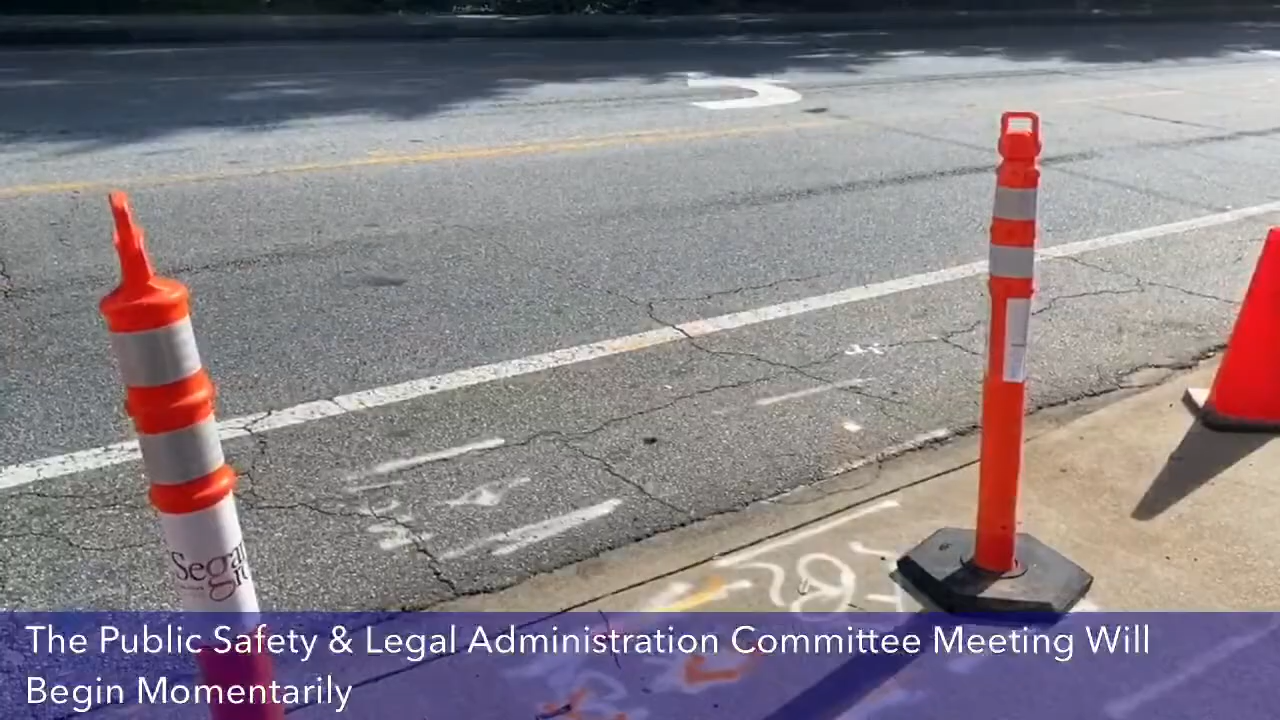 The Public Safety & Legal Administration Committee Meeting Will
Begin Momentarily